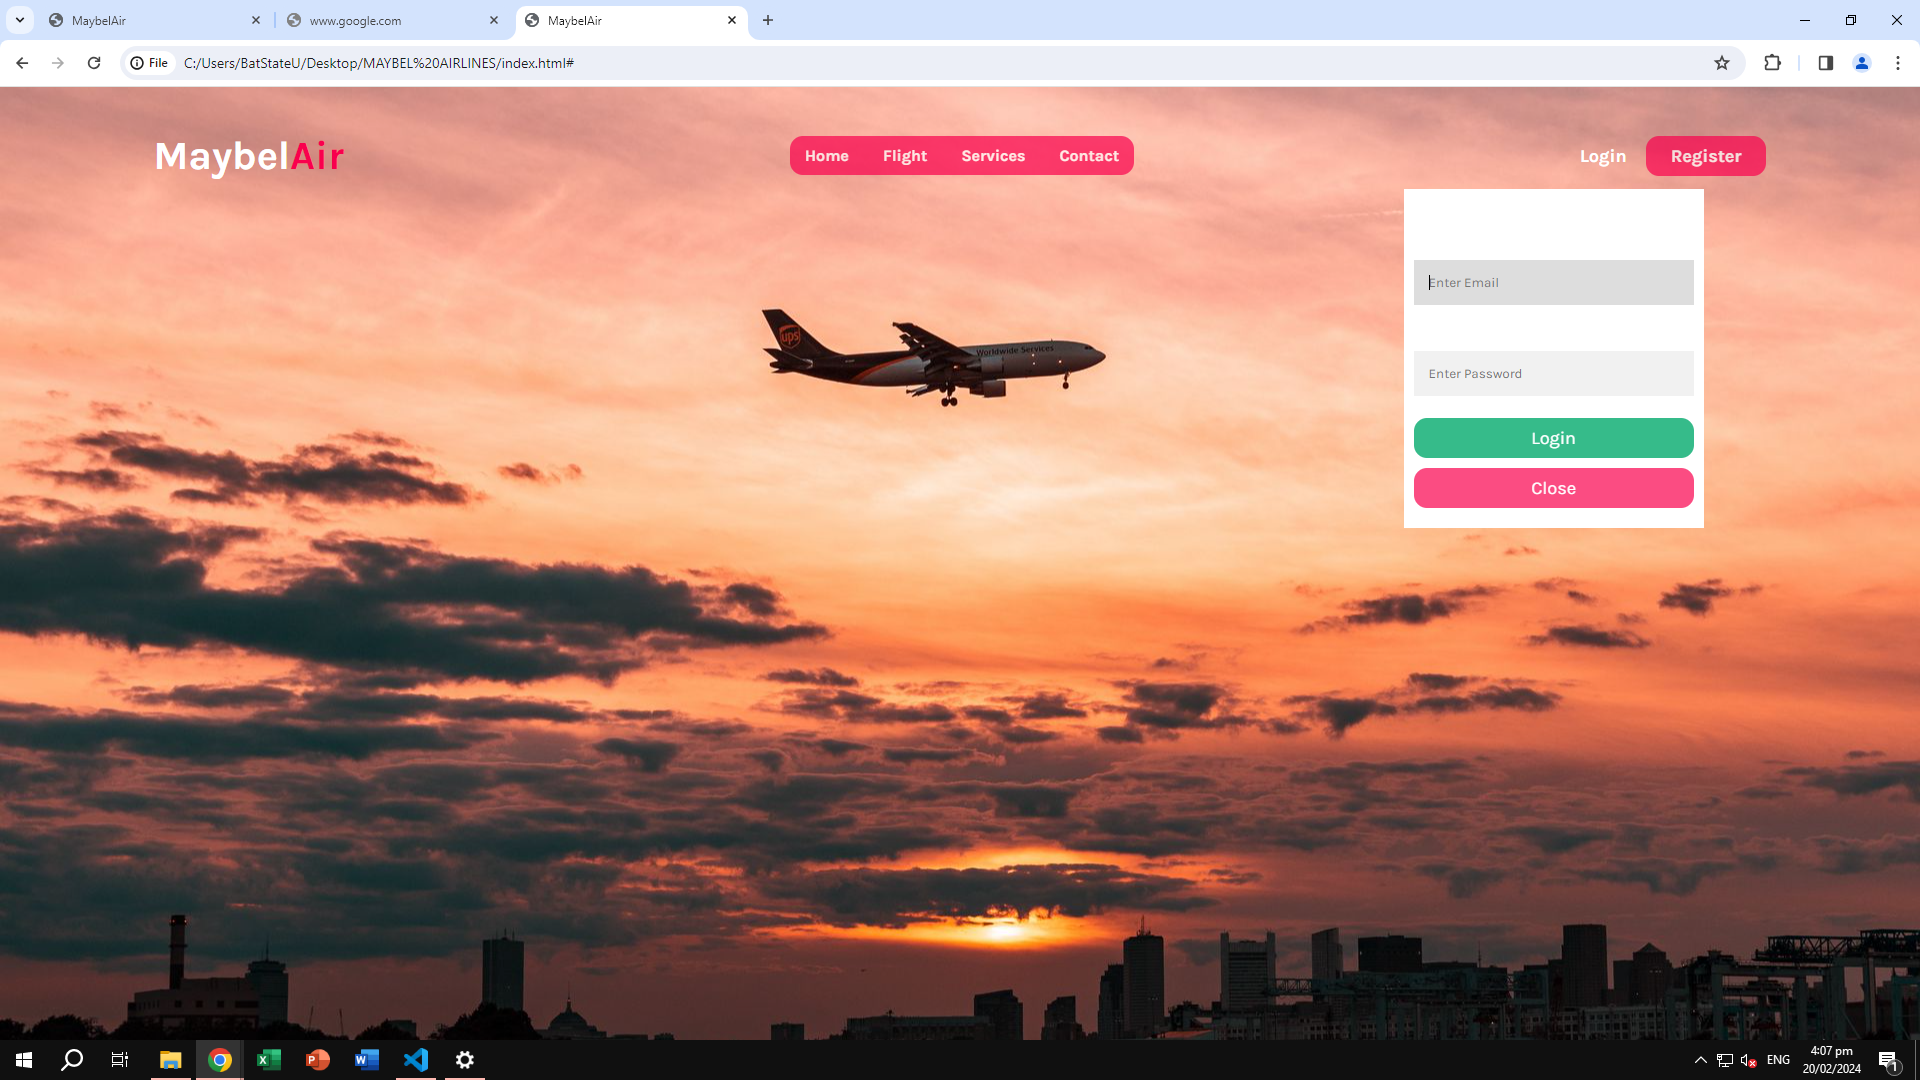 MaybelAir
www.google.com
MaybelAir
File
C:/Users/BatStateU/Desktop/MAYBEL%20AIRLINES/index.html#
MaybelAir
Home
Flight
Services
Contact
Login
Register
Enter Email
ups
Worldwide Services
Enter Password
Login
Close
ENG
4:07 pm
20/02/2024
1